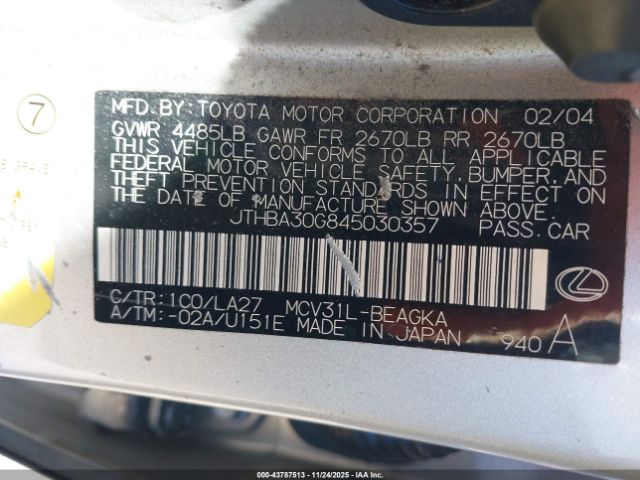 7
MFD.BY:TOYOTA MOTOR CORPORATION 02/04
GVWR 4485LB GAWR FR 2670LB RR 2670LB
THIS VEHICLE CONFORMS TO ALL APPLICABLE
FEDERAL MOTOR VEHICLE SAFETY,BUMPER,AND
THEFT PREVENTION STANDARDS IN EFFECT ON
THE DATE OF MANUFACTURE SHOWN ABOVE.
JTHBA30G845030357 PASS.CAR
C/TR:1C0/LA27 MCV31L-BEAGKA
A/TM:-02A/U151E MADE IN JAPAN 940A
000-43787513 - 11/24/2025 - IAAI.COM